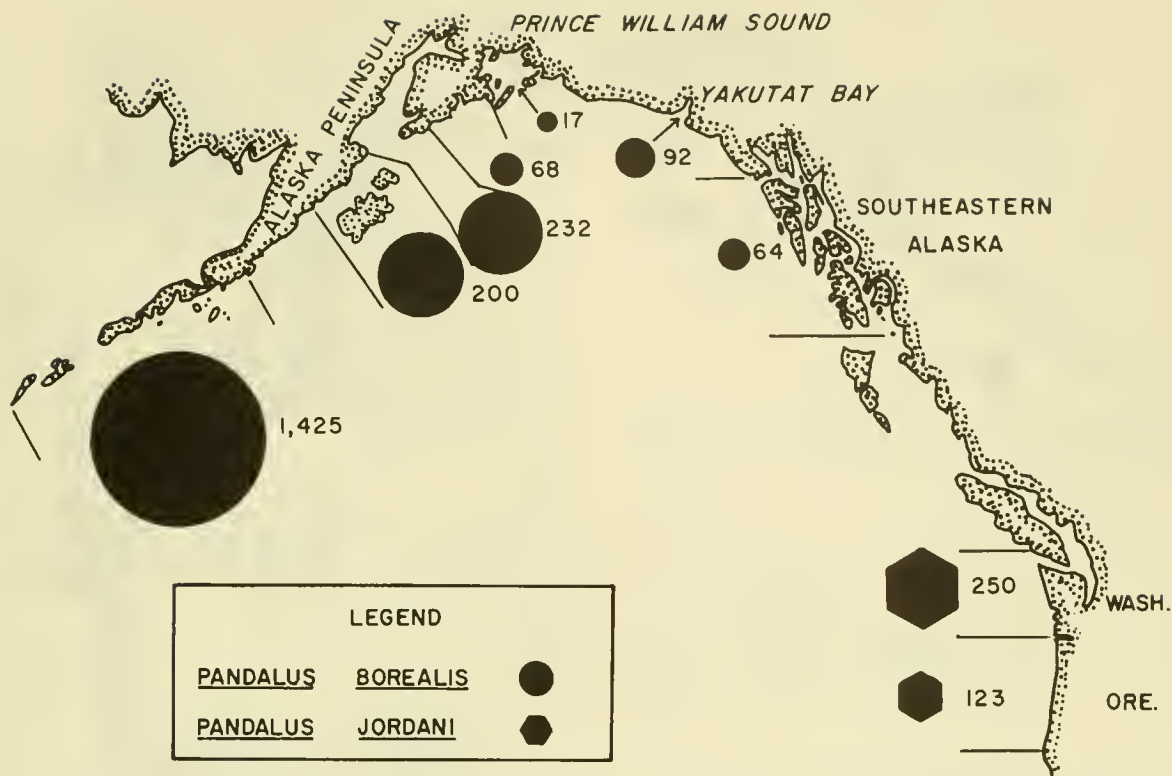 PRINCE WILLIAM SOUND
ALASKA PENINSULA
YAKUTAT BAY
17
68
92
SOUTHEASTERN
ALASKA
232
64
200
1,425
250
WASH.
123
ORE.
LEGEND
PANDALUS BOREALIS
PANDALUS JORDANI